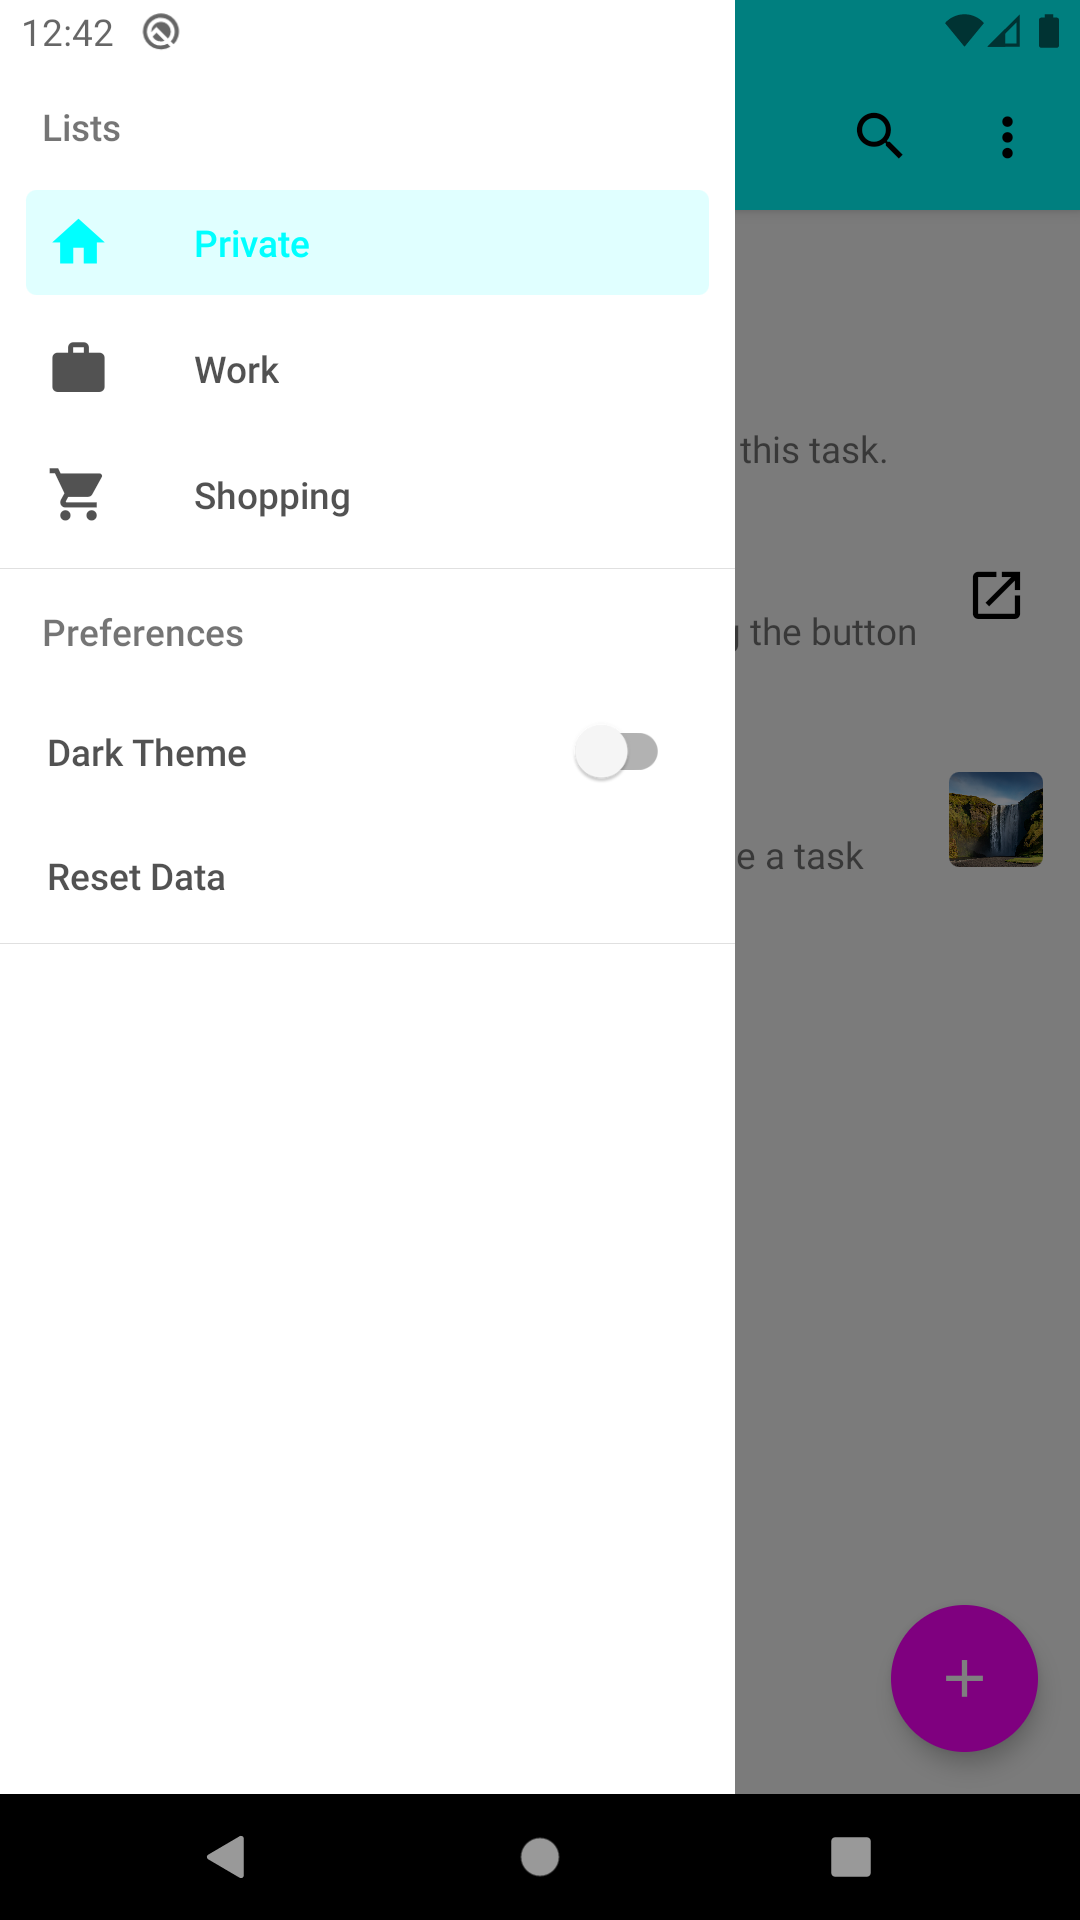 12:42
Lists
Private
Work
Shopping
this task.
Preferences
the button
Dark Theme
a task
Reset Data